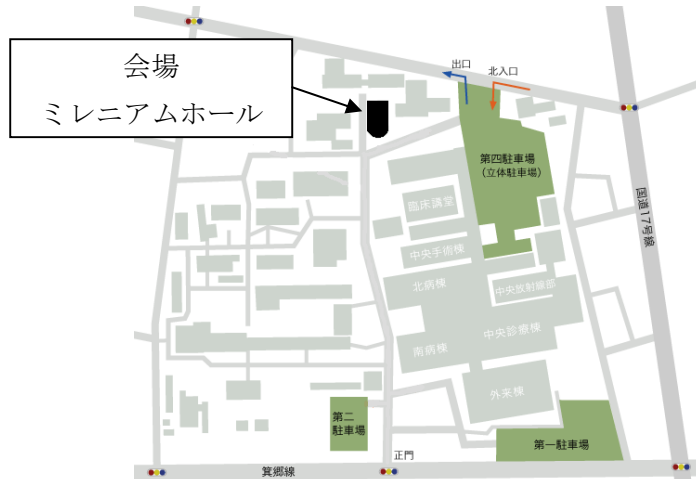 会場
ミレニアムホール
出口
北入口
第四駐車場
(立体駐車場)
臨床講堂
国道17号線
中央手術棟
北病棟
中央放射線部
中央診療棟
南病棟
外来棟
第二
駐車場
第一駐車場
正門
箕郷線